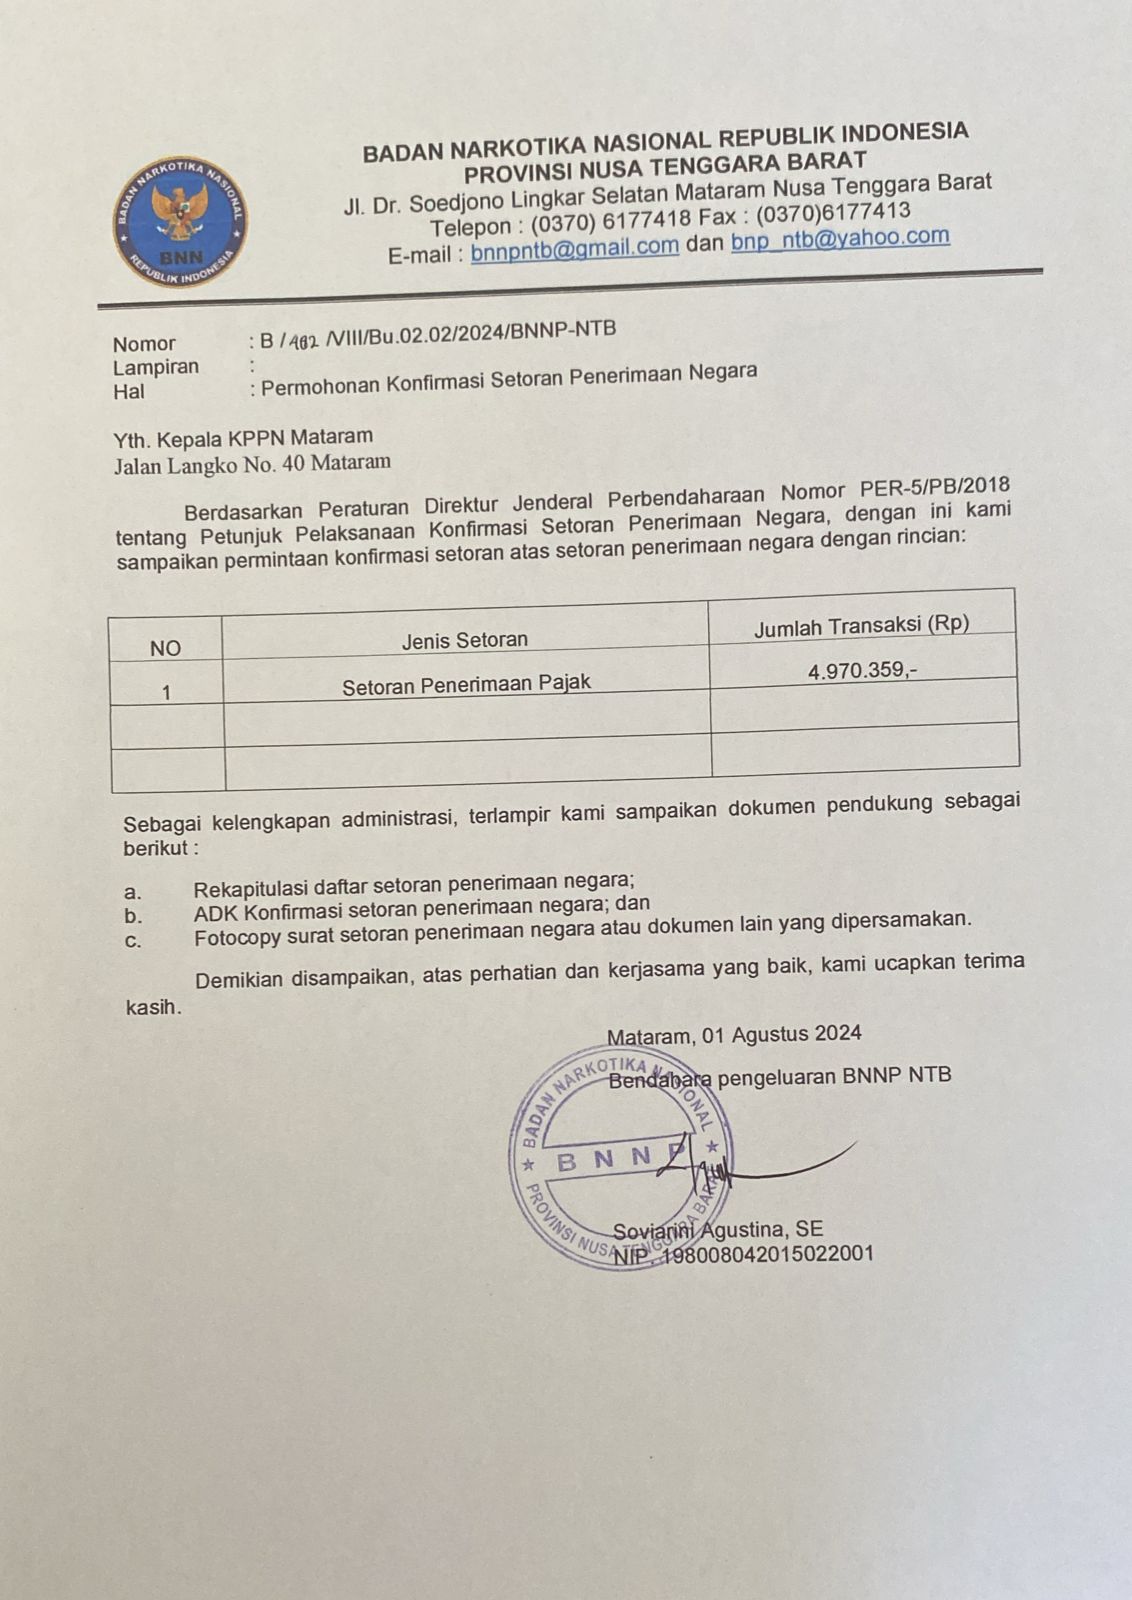 BADAN NARKOTIKA NASIONAL REPUBLIK INDONESIA
PROVINSI NUSA TENGGARA BARAT
Jl. Dr. Soedjono Lingkar Selatan Mataram Nusa Tenggara Barat
Telepon : (0370) 6177418 Fax : (0370)6177413
E-mail : bnnpntb@gmail.com dan bnp_ntb@yahoo.com
BADAN NARKOTIKA NASIONAL
BNN
REPUBLIK INDONESIA
Nomor : B / /VIII/Bu.02.02/2024/BNNP-NTB
Lampiran :
Hal : Permohonan Konfirmasi Setoran Penerimaan Negara
Yth. Kepala KPPN Mataram
Jalan Langko No. 40 Mataram
Berdasarkan Peraturan Direktur Jenderal Perbendaharaan Nomor PER-5/PB/2018
tentang Petunjuk Pelaksanaan Konfirmasi Setoran Penerimaan Negara, dengan ini kami
sampaikan permintaan konfirmasi setoran atas setoran penerimaan negara dengan rincian:
NO Jenis Setoran Jumlah Transaksi (Rp)
1 Setoran Penerimaan Pajak 4.970.359,-
Sebagai kelengkapan administrasi, terlampir kami sampaikan dokumen pendukung sebagai
berikut :
a. Rekapitulasi daftar setoran penerimaan negara;
b. ADK Konfirmasi setoran penerimaan negara; dan
c. Fotocopy surat setoran penerimaan negara atau dokumen lain yang dipersamakan.
Demikian disampaikan, atas perhatian dan kerjasama yang baik, kami ucapkan terima
kasih.
Mataram, 01 Agustus 2024
Bendahara pengeluaran BNNP NTB
BADAN NARKOTIKA NASIONAL
B N N P
PROVINSI NUSA TENGGARA BARAT
Soviarini Agustina, SE
NIP. 198008042015022001